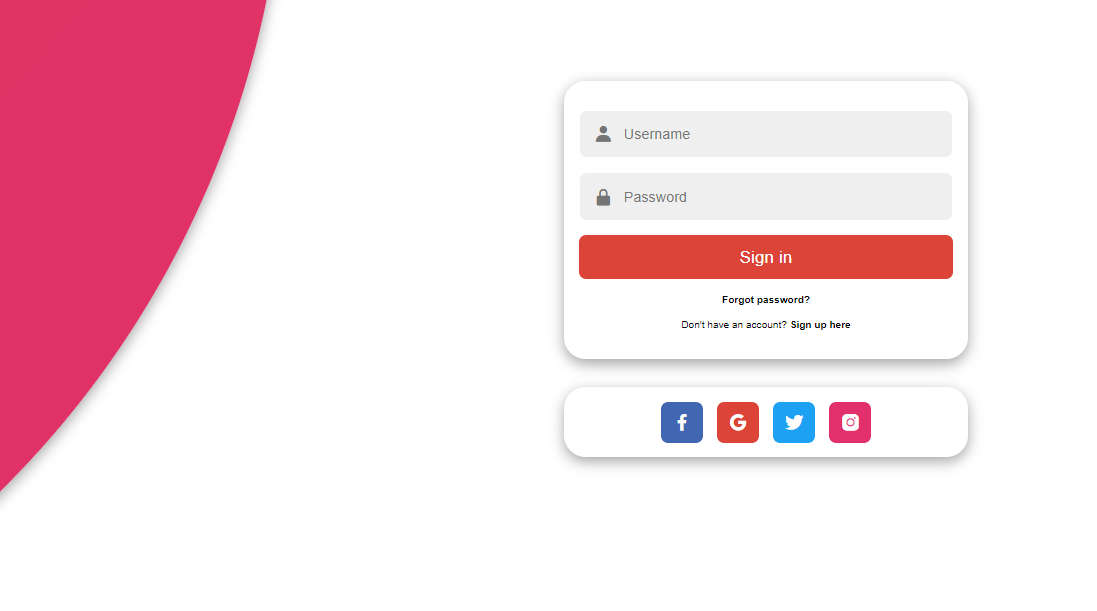 Username
Password
Sign in
Forgot password?
Don't have an account? Sign up here